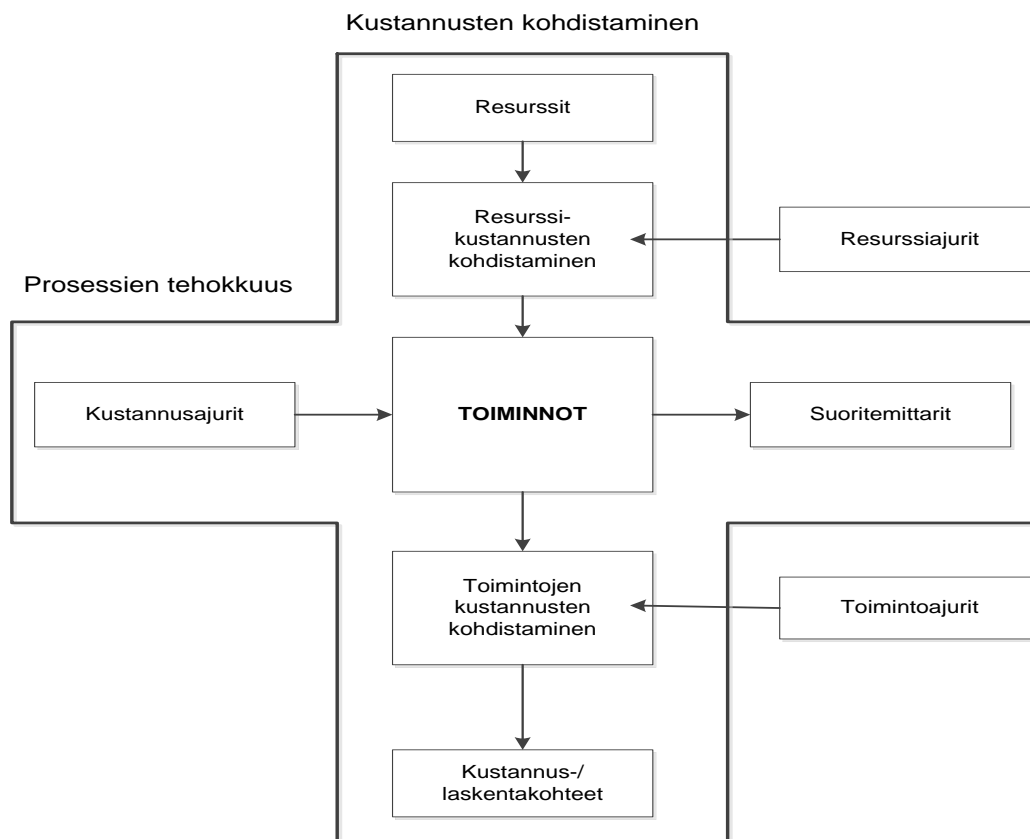 Kustannusten kohdistaminen
Resurssit
Resurssi-
kustannusten
kohdistaminen
Resurssiajurit
Prosessien tehokkuus
Kustannusajurit
TOIMINNOT
Suoritemittarit
Toimintojen
kustannusten
kohdistaminen
Toimintoajurit
Kustannus-/
laskentakohteet